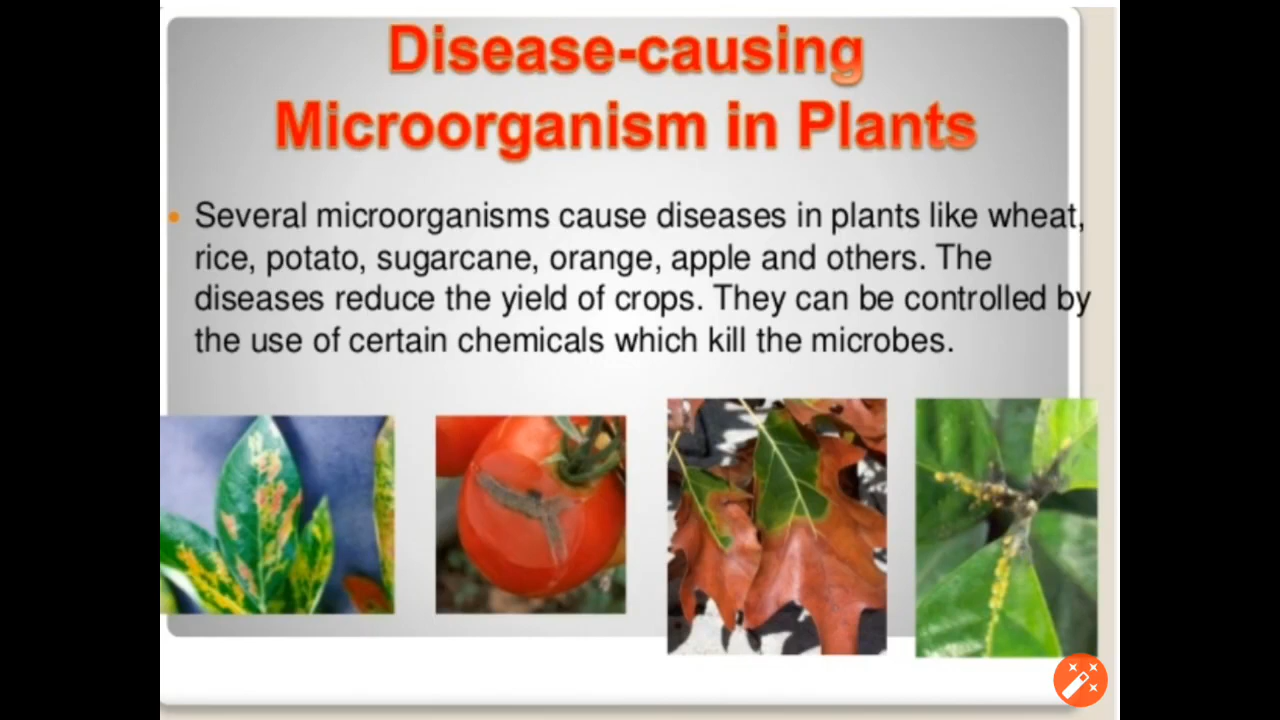 Disease-causing
Microorganism in Plants
• Several microorganisms cause diseases in plants like wheat,
rice, potato, sugarcane, orange, apple and others. The
diseases reduce the yield of crops. They can be controlled by
the use of certain chemicals which kill the microbes.